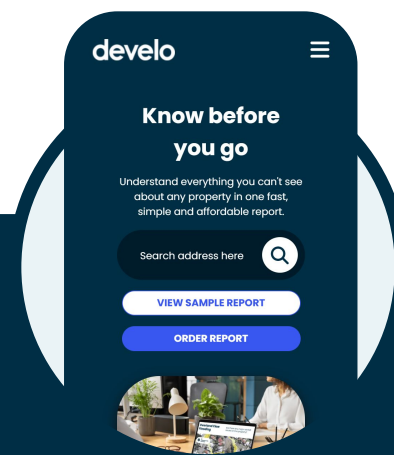 develo
Know before
you go
Understand everything you can't see
about any property in one fast,
simple and affordable report.
Search address here
VIEW SAMPLE REPORT
ORDER REPORT